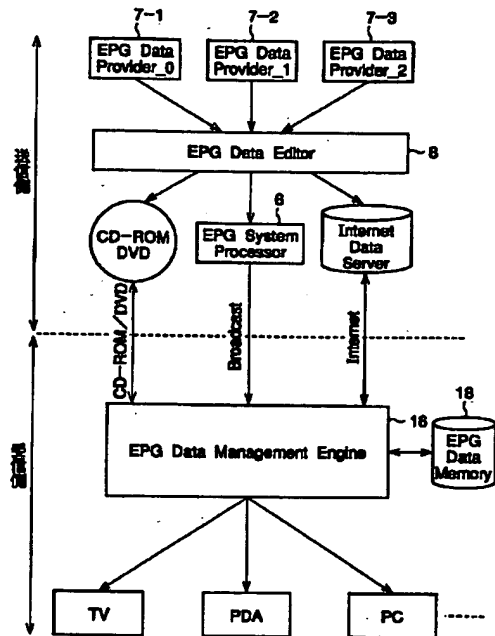 7-1
7-2
7-3
EPG Data
Provider_0
EPG Data
Provider_1
EPG Data
Provider_2
EPG Data Editor
8
CD-ROM
DVD
6
EPG System
Processor
Internet
Data
Server
CD-ROM/DVD
Broadcast
Internet
16
EPG Data Management Engine
18
EPG
Data
Memory
TV
PDA
PC